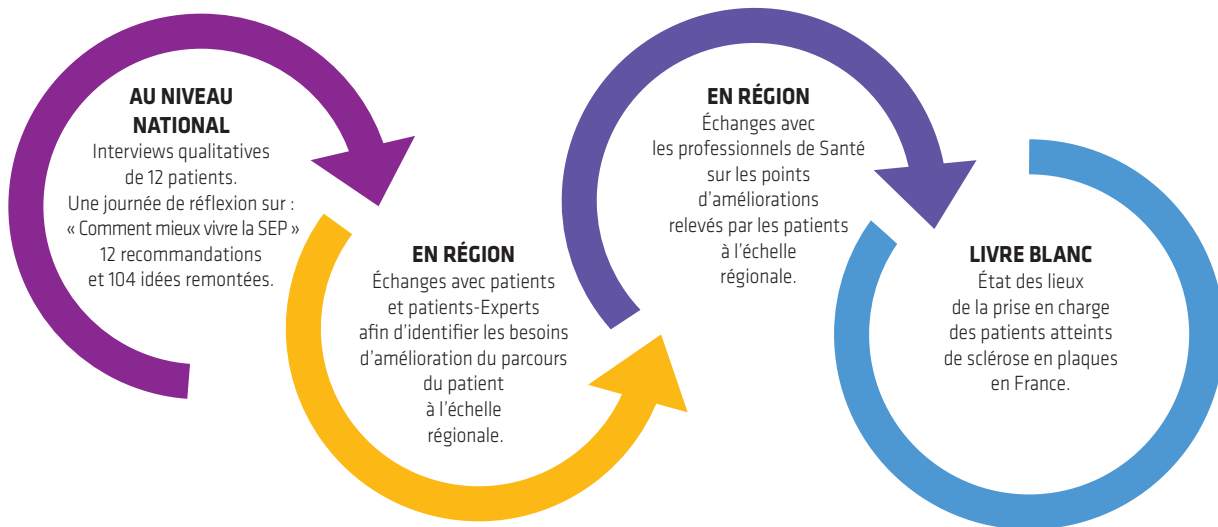 AU NIVEAU
NATIONAL
Interviews qualitatives
de 12 patients.
Une journée de réflexion sur :
« Comment mieux vivre la SEP »
12 recommandations
et 104 idées remontées.
EN RÉGION
Échanges avec patients
et patients-Experts
afin d’identifier les besoins
d’amélioration du parcours
du patient
à l’échelle
régionale.
EN RÉGION
Échanges avec
les professionnels de Santé
sur les points
d’améliorations
relevés par les patients
à l’échelle
régionale.
LIVRE BLANC
État des lieux
de la prise en charge
des patients atteints
de sclérose en plaques
en France.